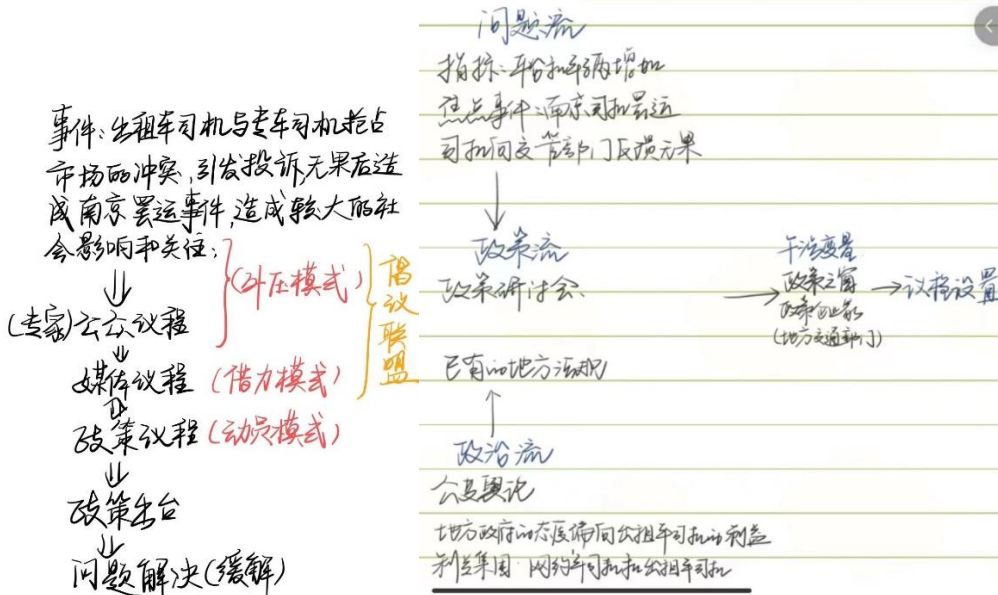 事件：出租车司机与专车司机抢占
市场的冲突，引发投诉无果后造
成南京罢运事件，造成较大的社
会影响和关注；
(外压模式)
倡议联盟
(专家)公众议程
媒体议程（借力模式）
政策议程（动员模式）
政策出台
问题解决（缓解）
问题流
指标：平台和车辆增加
焦点事件：南京司机罢运
司机向交管部门反馈无果
政策流
政策研讨会
已有的地方法规
政治流
公关舆论
地方政府的态度偏向出租车司机的利益
利益集团：网约车司机和出租车司机
干预变量
政策之窗
政策企业家
(地方交通部门)
议程设置